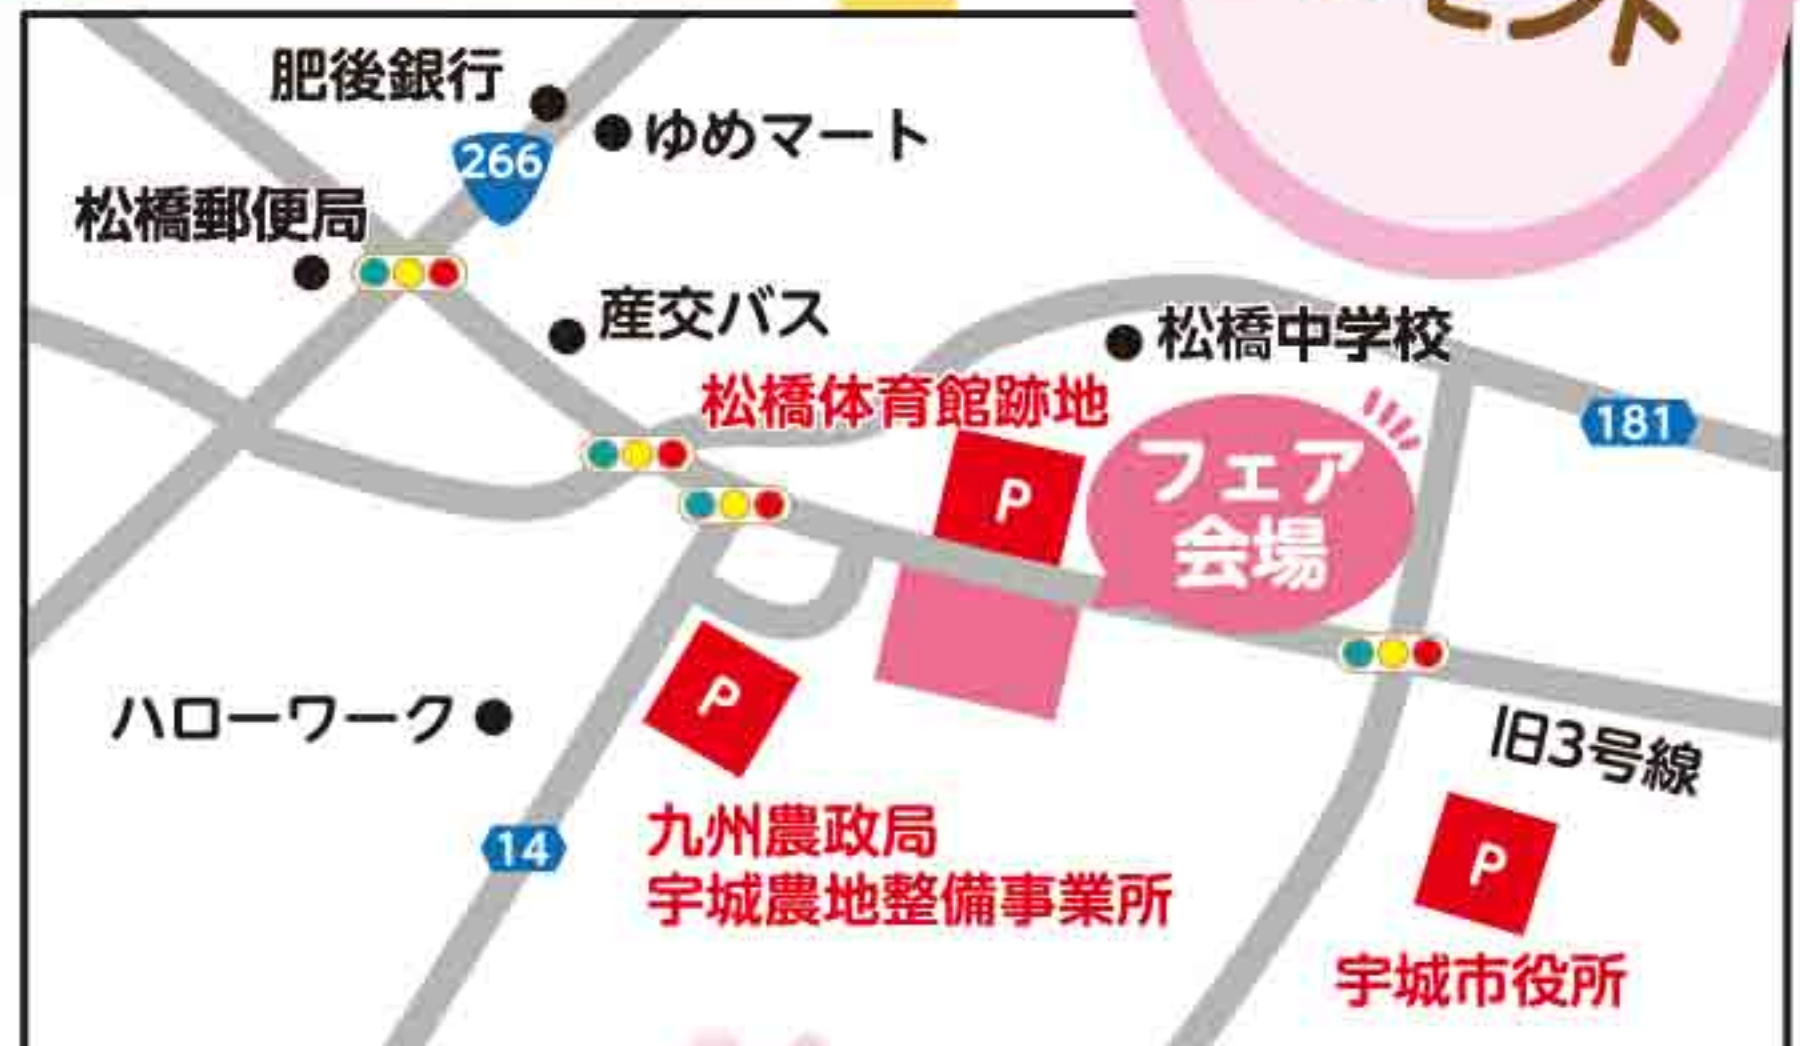 肥後銀行
ゆめマート
266
松橋郵便局
産交バス
松橋中学校
松橋体育館跡地
181
P
フェア
会場
P
ハローワーク
旧3号線
九州農政局
14
宇城農地整備事業所
P
宇城市役所